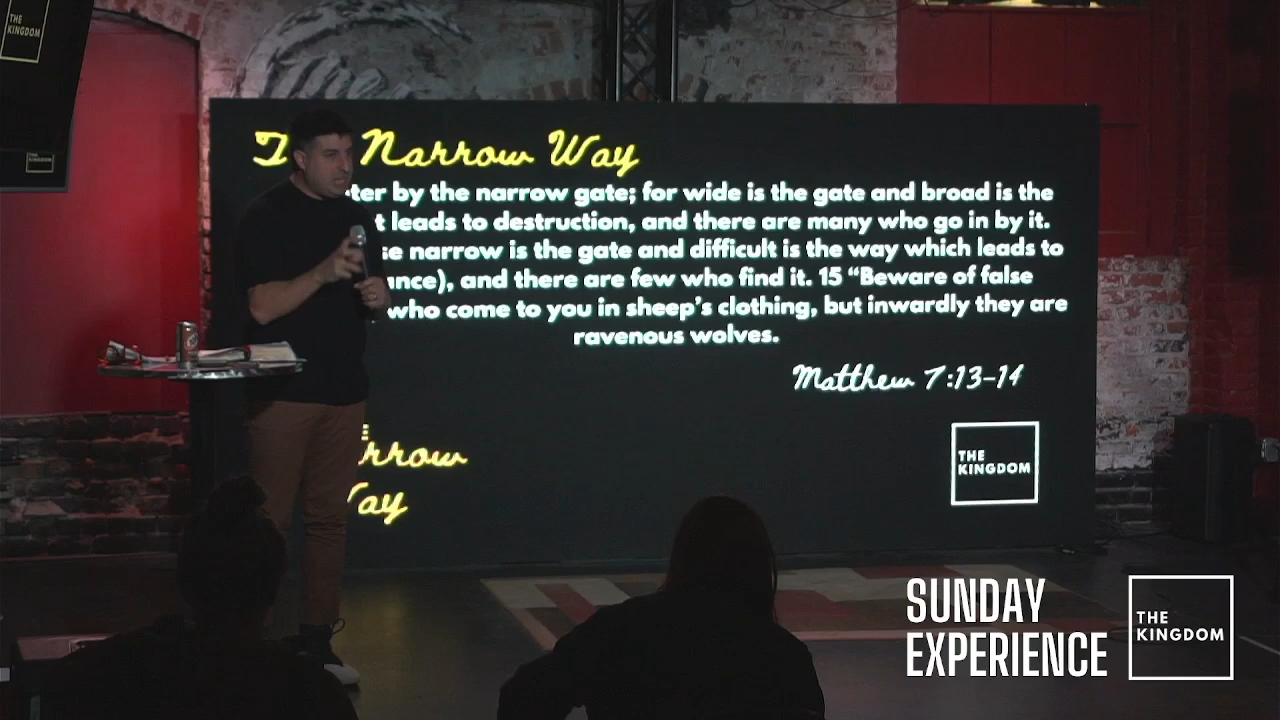 THE
KINGDOM
THE
KINGDOM
Narrow Way
by the narrow gate; for wide is the gate and broad is the
leads to destruction, and there are many who go in by it.
narrow is the gate and difficult is the way which leads to
and there are few who find it. 15 “Beware of false
who come to you in sheep’s clothing, but inwardly they are
ravenous wolves.
Matthew 7:13-14
THE
KINGDOM
SUNDAY
EXPERIENCE
THE
KINGDOM